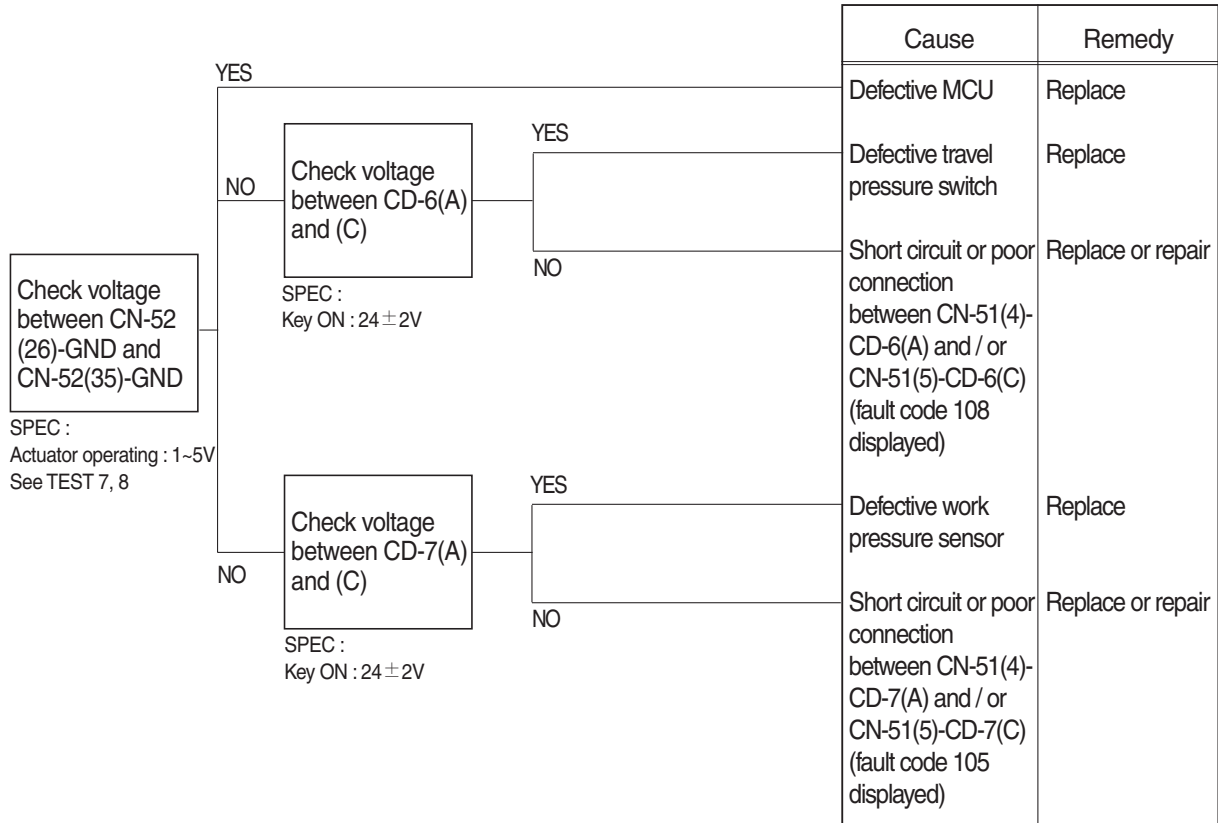 Cause Remedy
YES
Defective MCU Replace
NO
Check voltage
between CD-6(A)
and (C)
SPEC :
Key ON : 24±2V
YES
Defective travel Replace
pressure switch
NO
Short circuit or poor Replace or repair
connection
between CN-51(4)-
CD-6(A) and / or
CN-51(5)-CD-6(C)
(fault code 108
displayed)
Check voltage
between CN-52
(26)-GND and
CN-52(35)-GND
SPEC :
Actuator operating : 1~5V
See TEST 7, 8
NO
Check voltage
between CD-7(A)
and (C)
SPEC :
Key ON : 24±2V
YES
Defective work Replace
pressure sensor
NO
Short circuit or poor Replace or repair
connection
between CN-51(4)-
CD-7(A) and / or
CN-51(5)-CD-7(C)
(fault code 105
displayed)